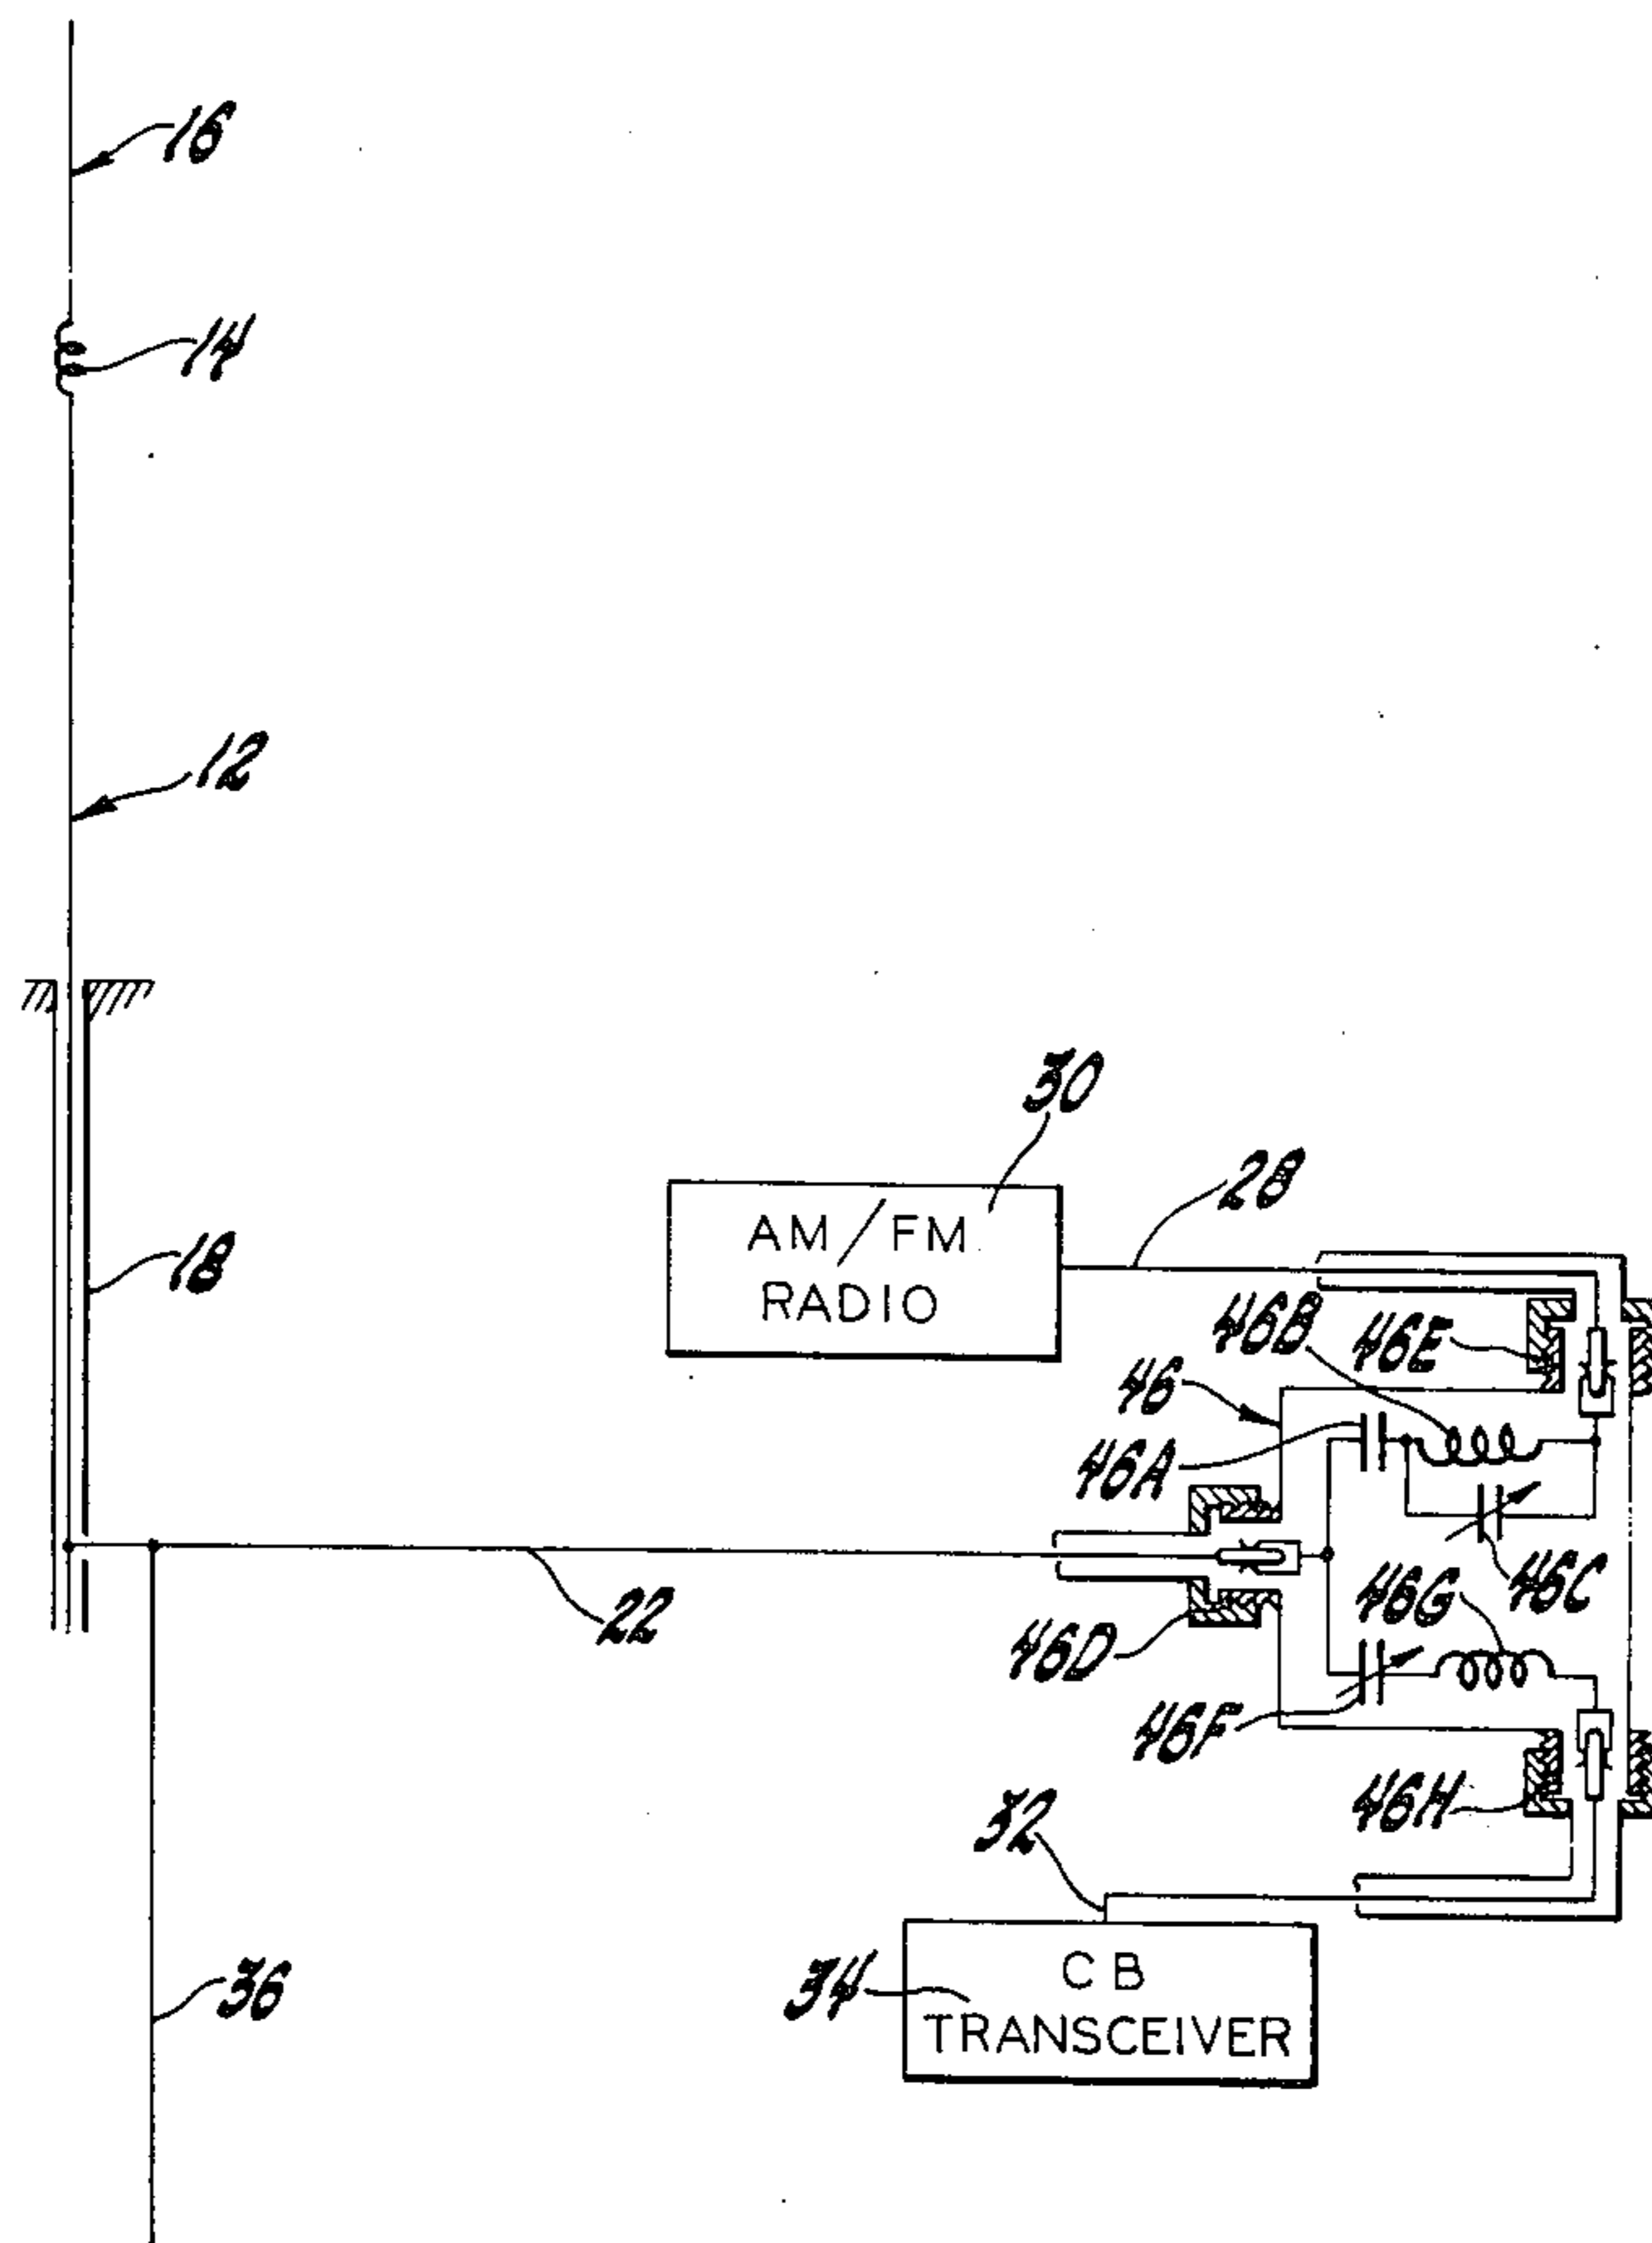 16
14
12
30
28
AM/FM
RADIO
18
46B
46E
46
46A
46C
46G
22
46D
46F
46H
32
36
34
CB
TRANSCEIVER